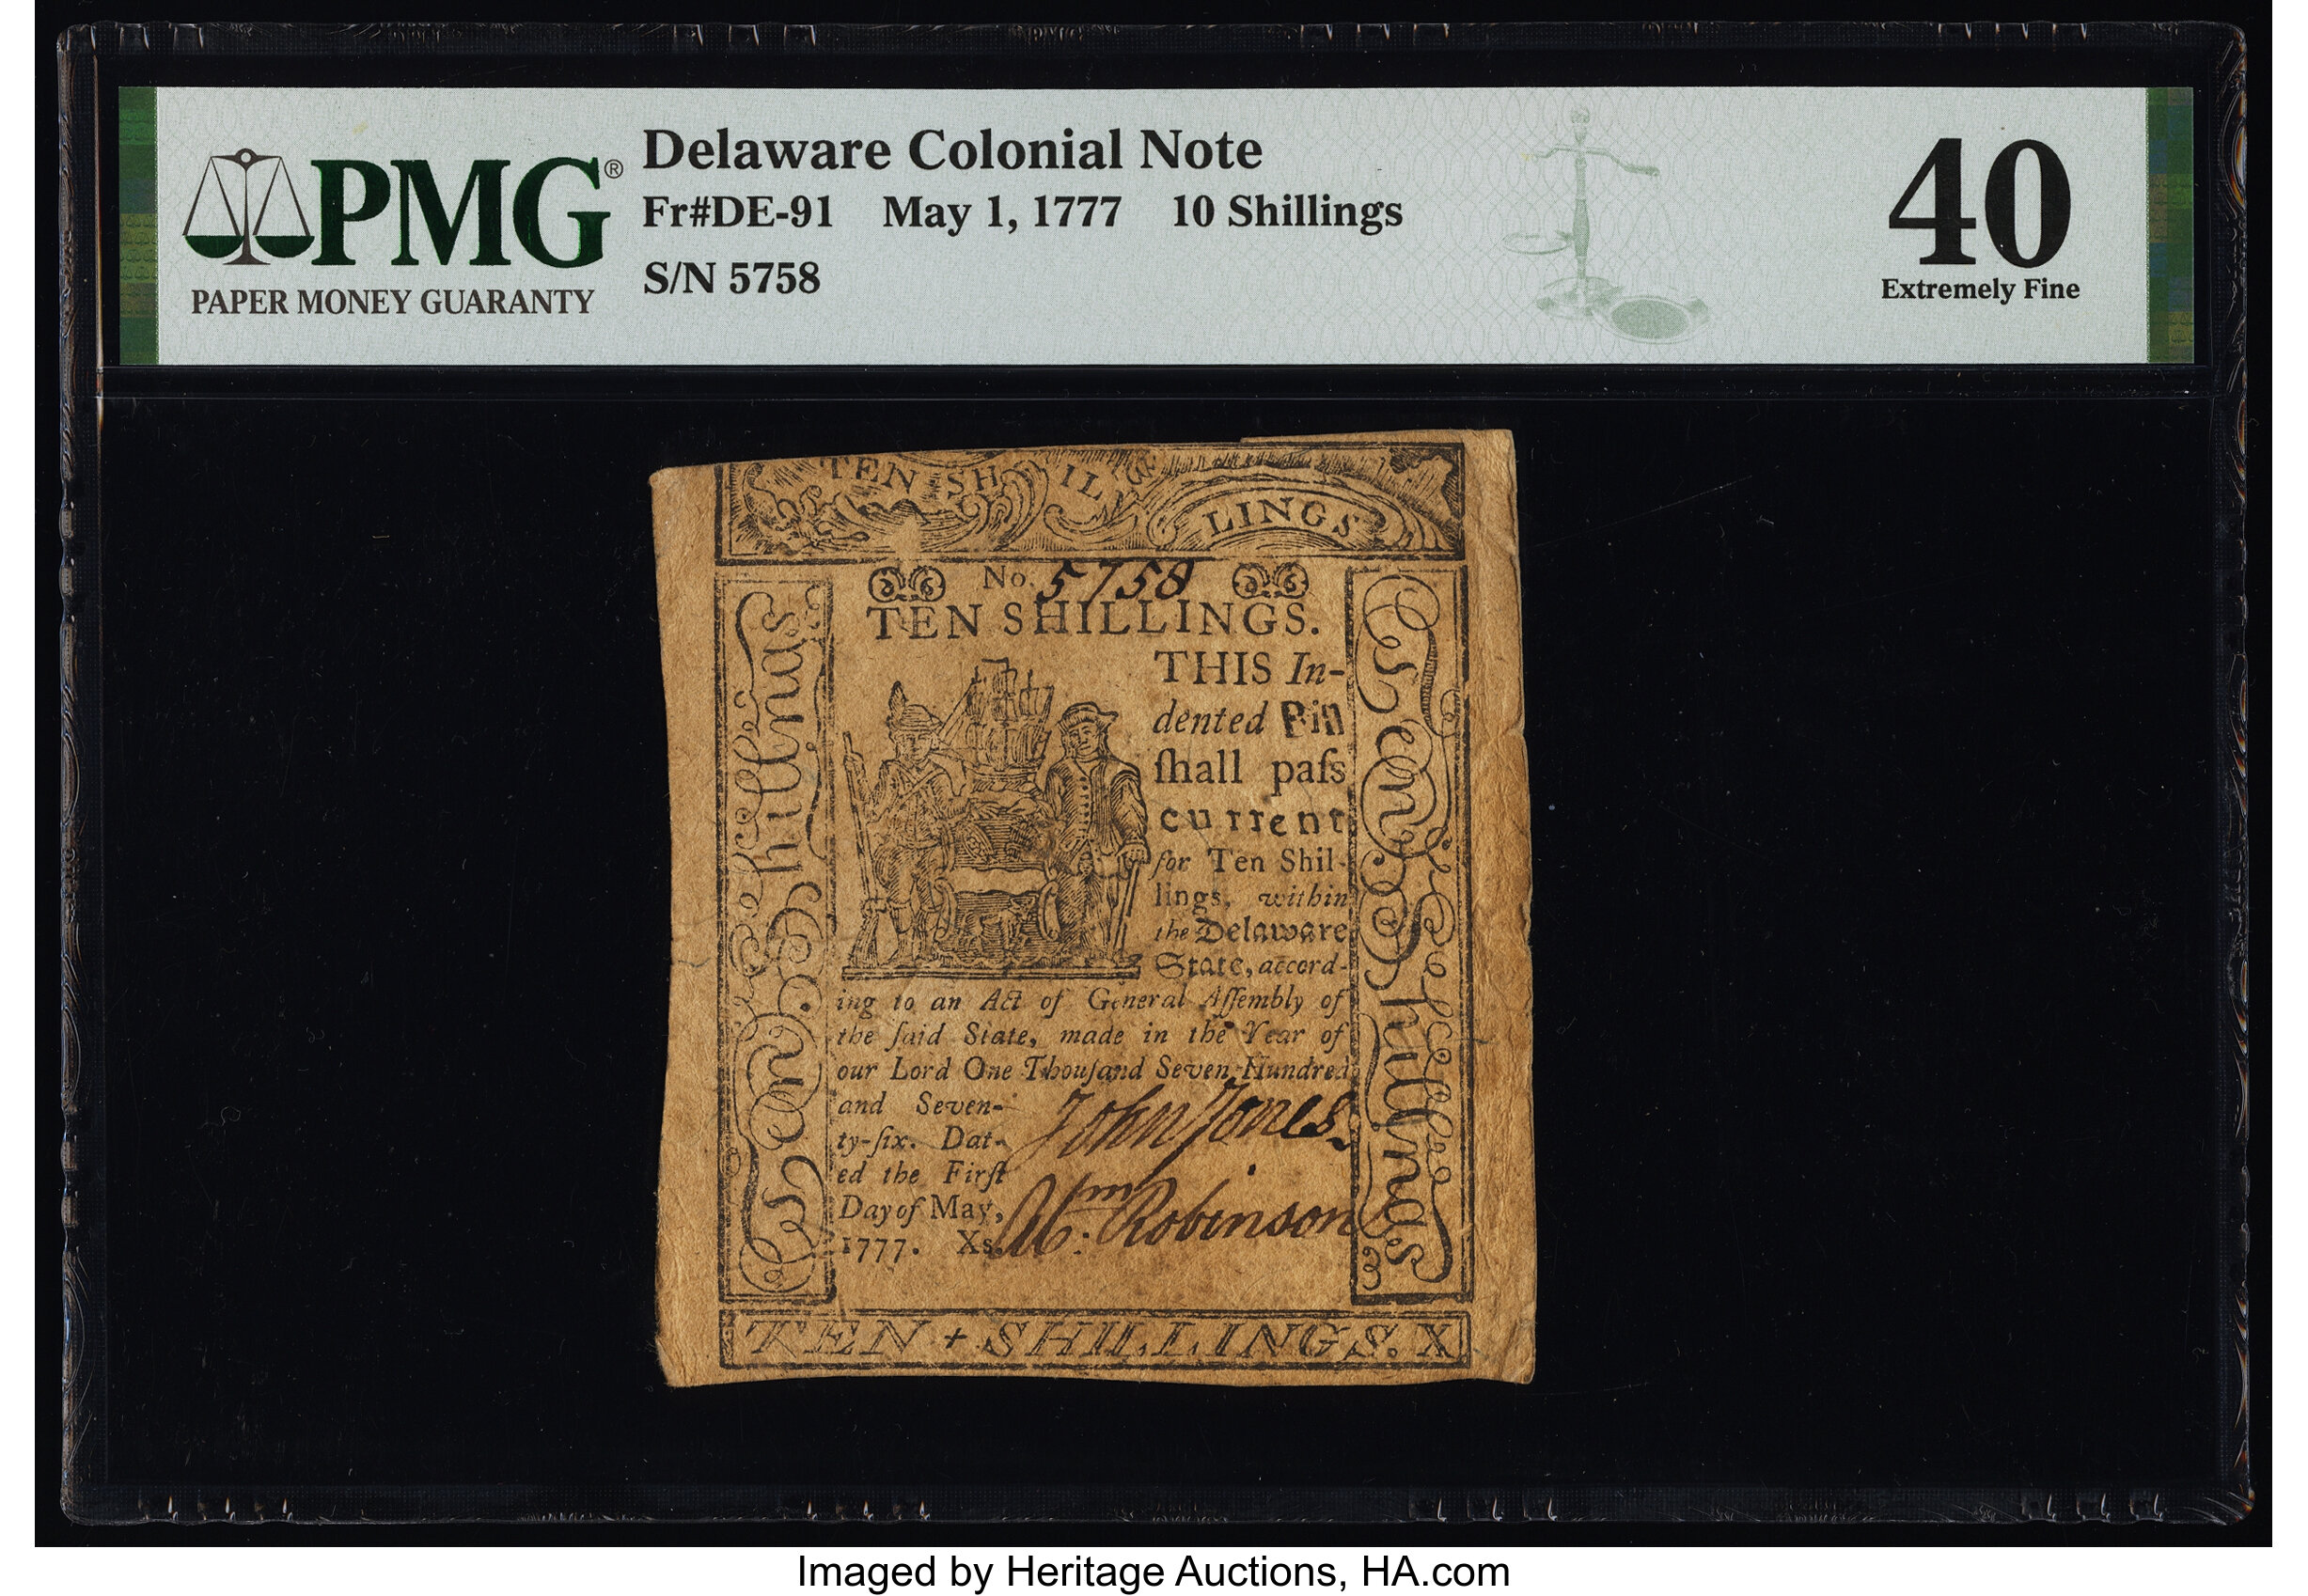 PMG®
PAPER MONEY GUARANTY
Delaware Colonial Note
Fr#DE-91 May 1, 1777 10 Shillings
S/N 5758
40
Extremely Fine
TEN SHIL
LINGS
No. 5758
TEN SHILLINGS.
THIS In-
dented Bill
ſhall paſs
current
for Ten Shil-
lings, within
the Delaware
State, accord-
ing to an Act of General Aſſembly of
the ſaid State, made in the Year of
our Lord One Thouſand Seven Hundred
and Seven-
ty-ſix. Dat-
ed the Firſt
Day of May,
1777. Xs.
John Jones
Wm: Robinson
Ten Shillings
Ten Shillings
TEN + SHILLINGS. X
Imaged by Heritage Auctions, HA.com